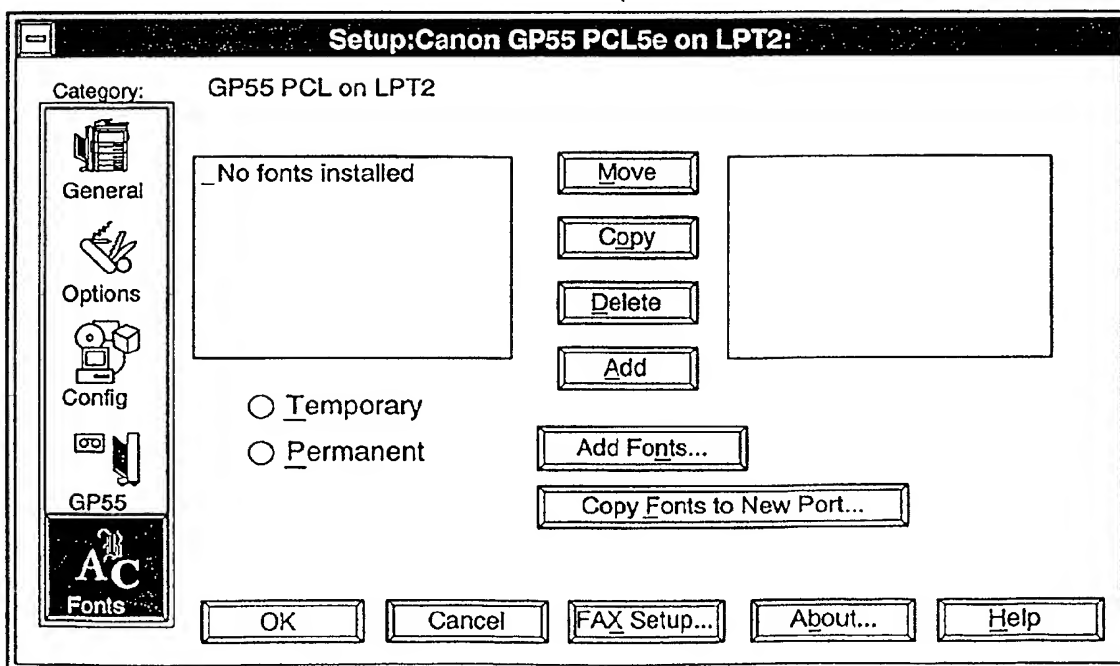 Setup:Canon GP55 PCL5e on LPT2:
Category:
GP55 PCL on LPT2
General
Options
Config
GP55
ABC
Fonts
_No fonts installed
Move
Copy
Delete
Add
Temporary
Permanent
Add Fonts...
Copy Fonts to New Port...
OK
Cancel
FAX Setup...
About...
Help